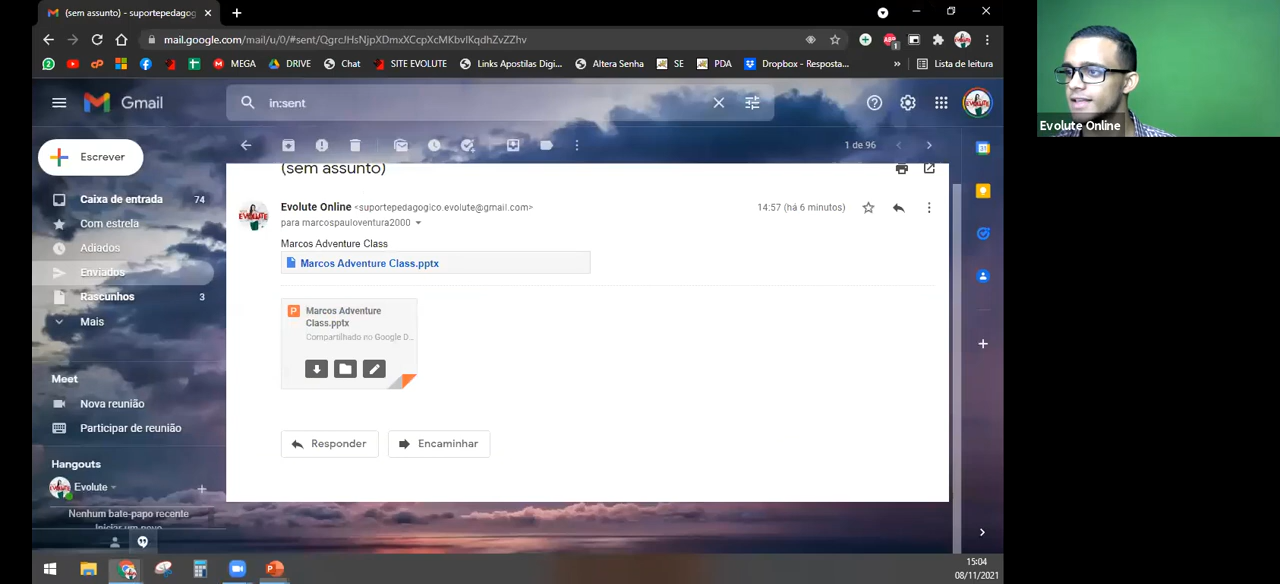 (sem assunto) - suportepedagog
mail.google.com/mail/u/0/#sent/QgrcJHsNjpXDmxXCcpXcMKbvlKqdhZvZZhv
MEGA DRIVE Chat SITE EVOLUTE Links Apostilas Digi... Altera Senha SE PDA Dropbox - Resposta... » Lista de leitura
Gmail
in:sent
Escrever
1 de 96
Caixa de entrada 74
Com estrela
Adiados
Enviados
Rascunhos 3
Mais
Meet
Nova reunião
Participar de reunião
Hangouts
Evolute
Nenhum bate-papo recente
Iniciar um novo
(sem assunto)
Evolute Online <suportepedagogico.evolute@gmail.com>
14:57 (há 6 minutos)
para marcospauloventura2000
Marcos Adventure Class
Marcos Adventure Class.pptx
P
Marcos Adventure
Class.pptx
Compartilhado no Google D...
Responder
Encaminhar
15:04
08/11/2021
Evolute Online